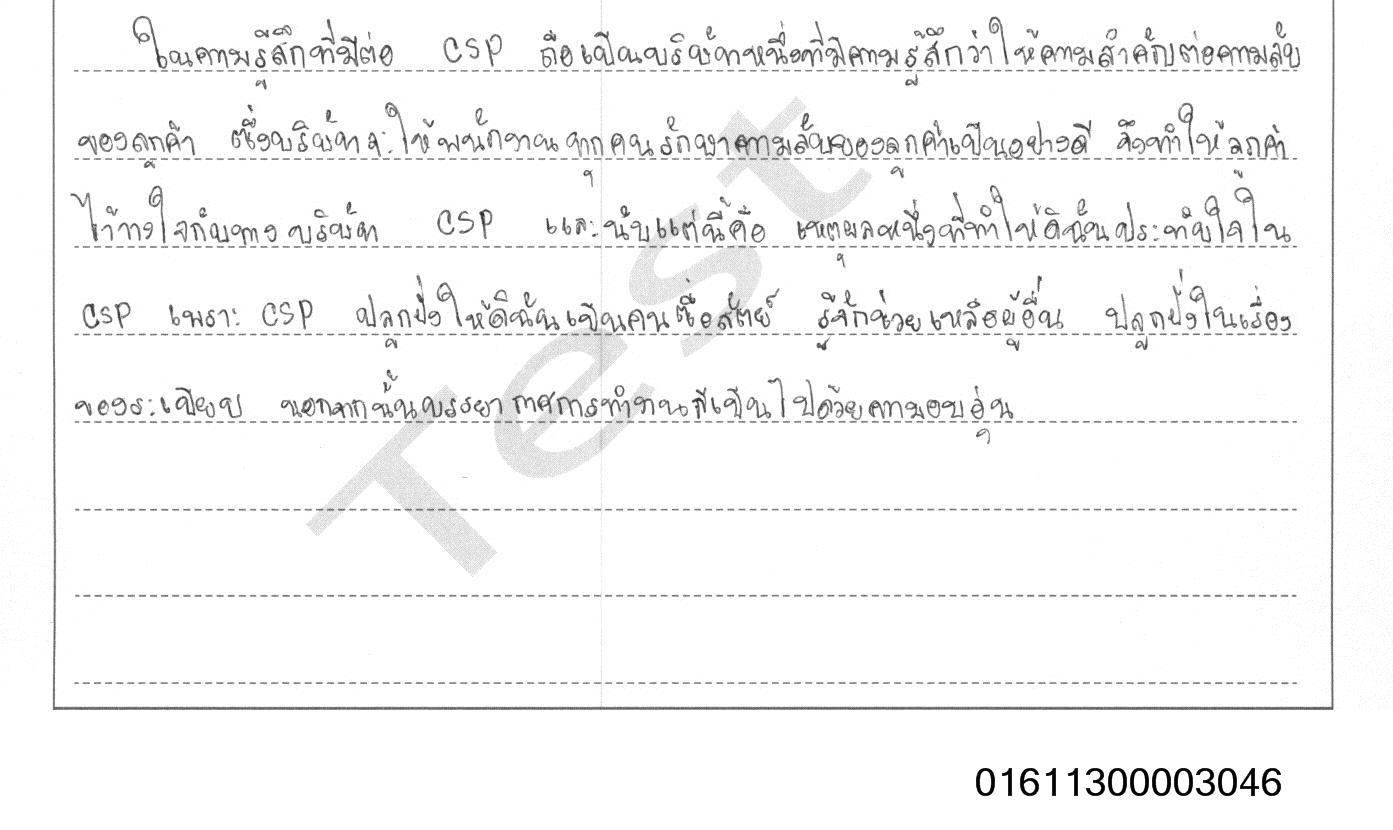 ในความรู้สึกที่มีต่อ CSP ถือเป็นบริษัทหนึ่งที่มีความรู้สึกว่าให้ความสำคัญต่อความลับ
ของลูกค้า ซึ่งบริษัทจะให้พนักงานทุกคนรักษาความลับของลูกค้าเป็นอย่างดี จึงทำให้ลูกค้า
ไว้วางใจกับทางบริษัท CSP และนับแต่นี้คือ เหตุผลหนึ่งที่ทำให้ดิฉันประทับใจใน
CSP เพราะ CSP ปลูกฝังให้ดิฉันเป็นคนซื่อสัตย์ รู้จักช่วยเหลือผู้อื่น ปลูกฝังในเรื่อง
ของระเบียบ นอกจากนั้นบรรยากาศการทำงานก็เป็นไปด้วยความอบอุ่น
Test
01611300003046